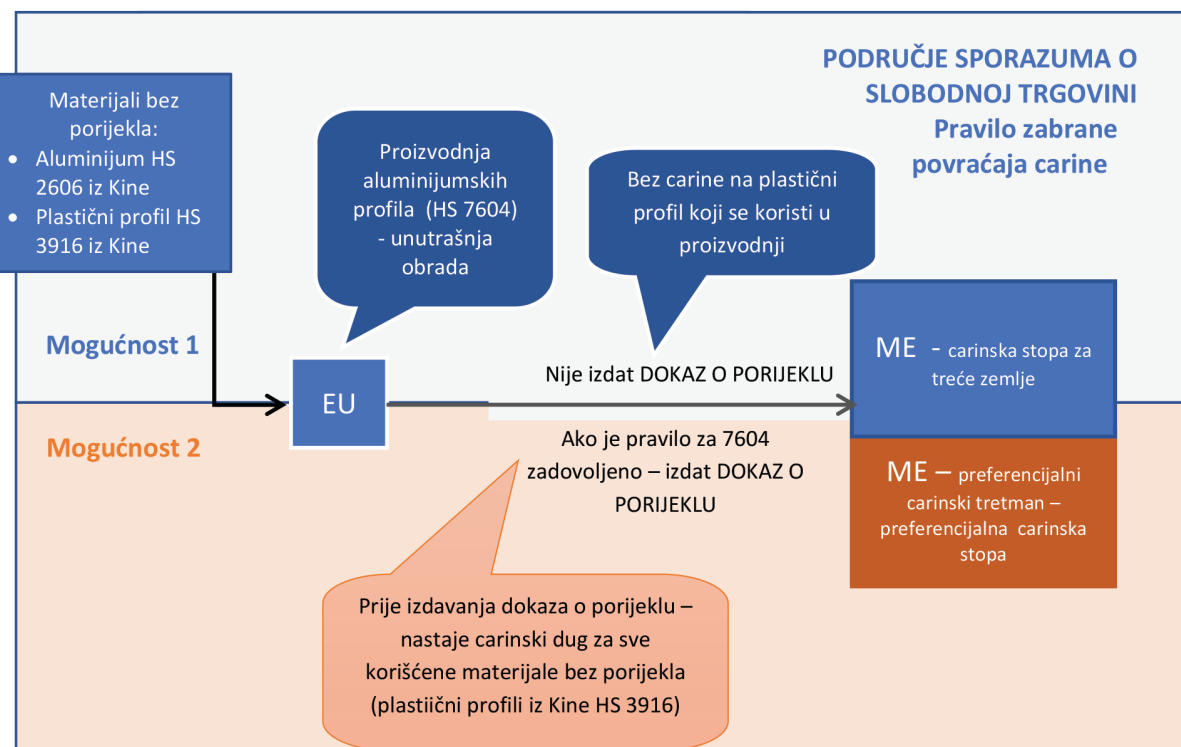 PODRUČJE SPORAZUMA O
SLOBODNOJ TRGOVINI
Pravilo zabrane
povraćaja carine
Materijali bez
porijekla:
• Aluminijum HS
2606 iz Kine
• Plastični profil HS
3916 iz Kine
Proizvodnja
aluminijumskih
profila (HS 7604)
- unutrašnja
obrada
Bez carine na plastični
profil koji se koristi u
proizvodnji
Mogućnost 1
EU
Nije izdat DOKAZ O PORIJEKLU
ME - carinska stopa za
treće zemlje
Mogućnost 2
Ako je pravilo za 7604
zadovoljeno – izdat DOKAZ O
PORIJEKLU
ME – preferencijalni
carinski tretman –
preferencijalna carinska
stopa
Prije izdavanja dokaza o porijeklu –
nastaje carinski dug za sve
korišćene materijale bez porijekla
(plastiični profili iz Kine HS 3916)